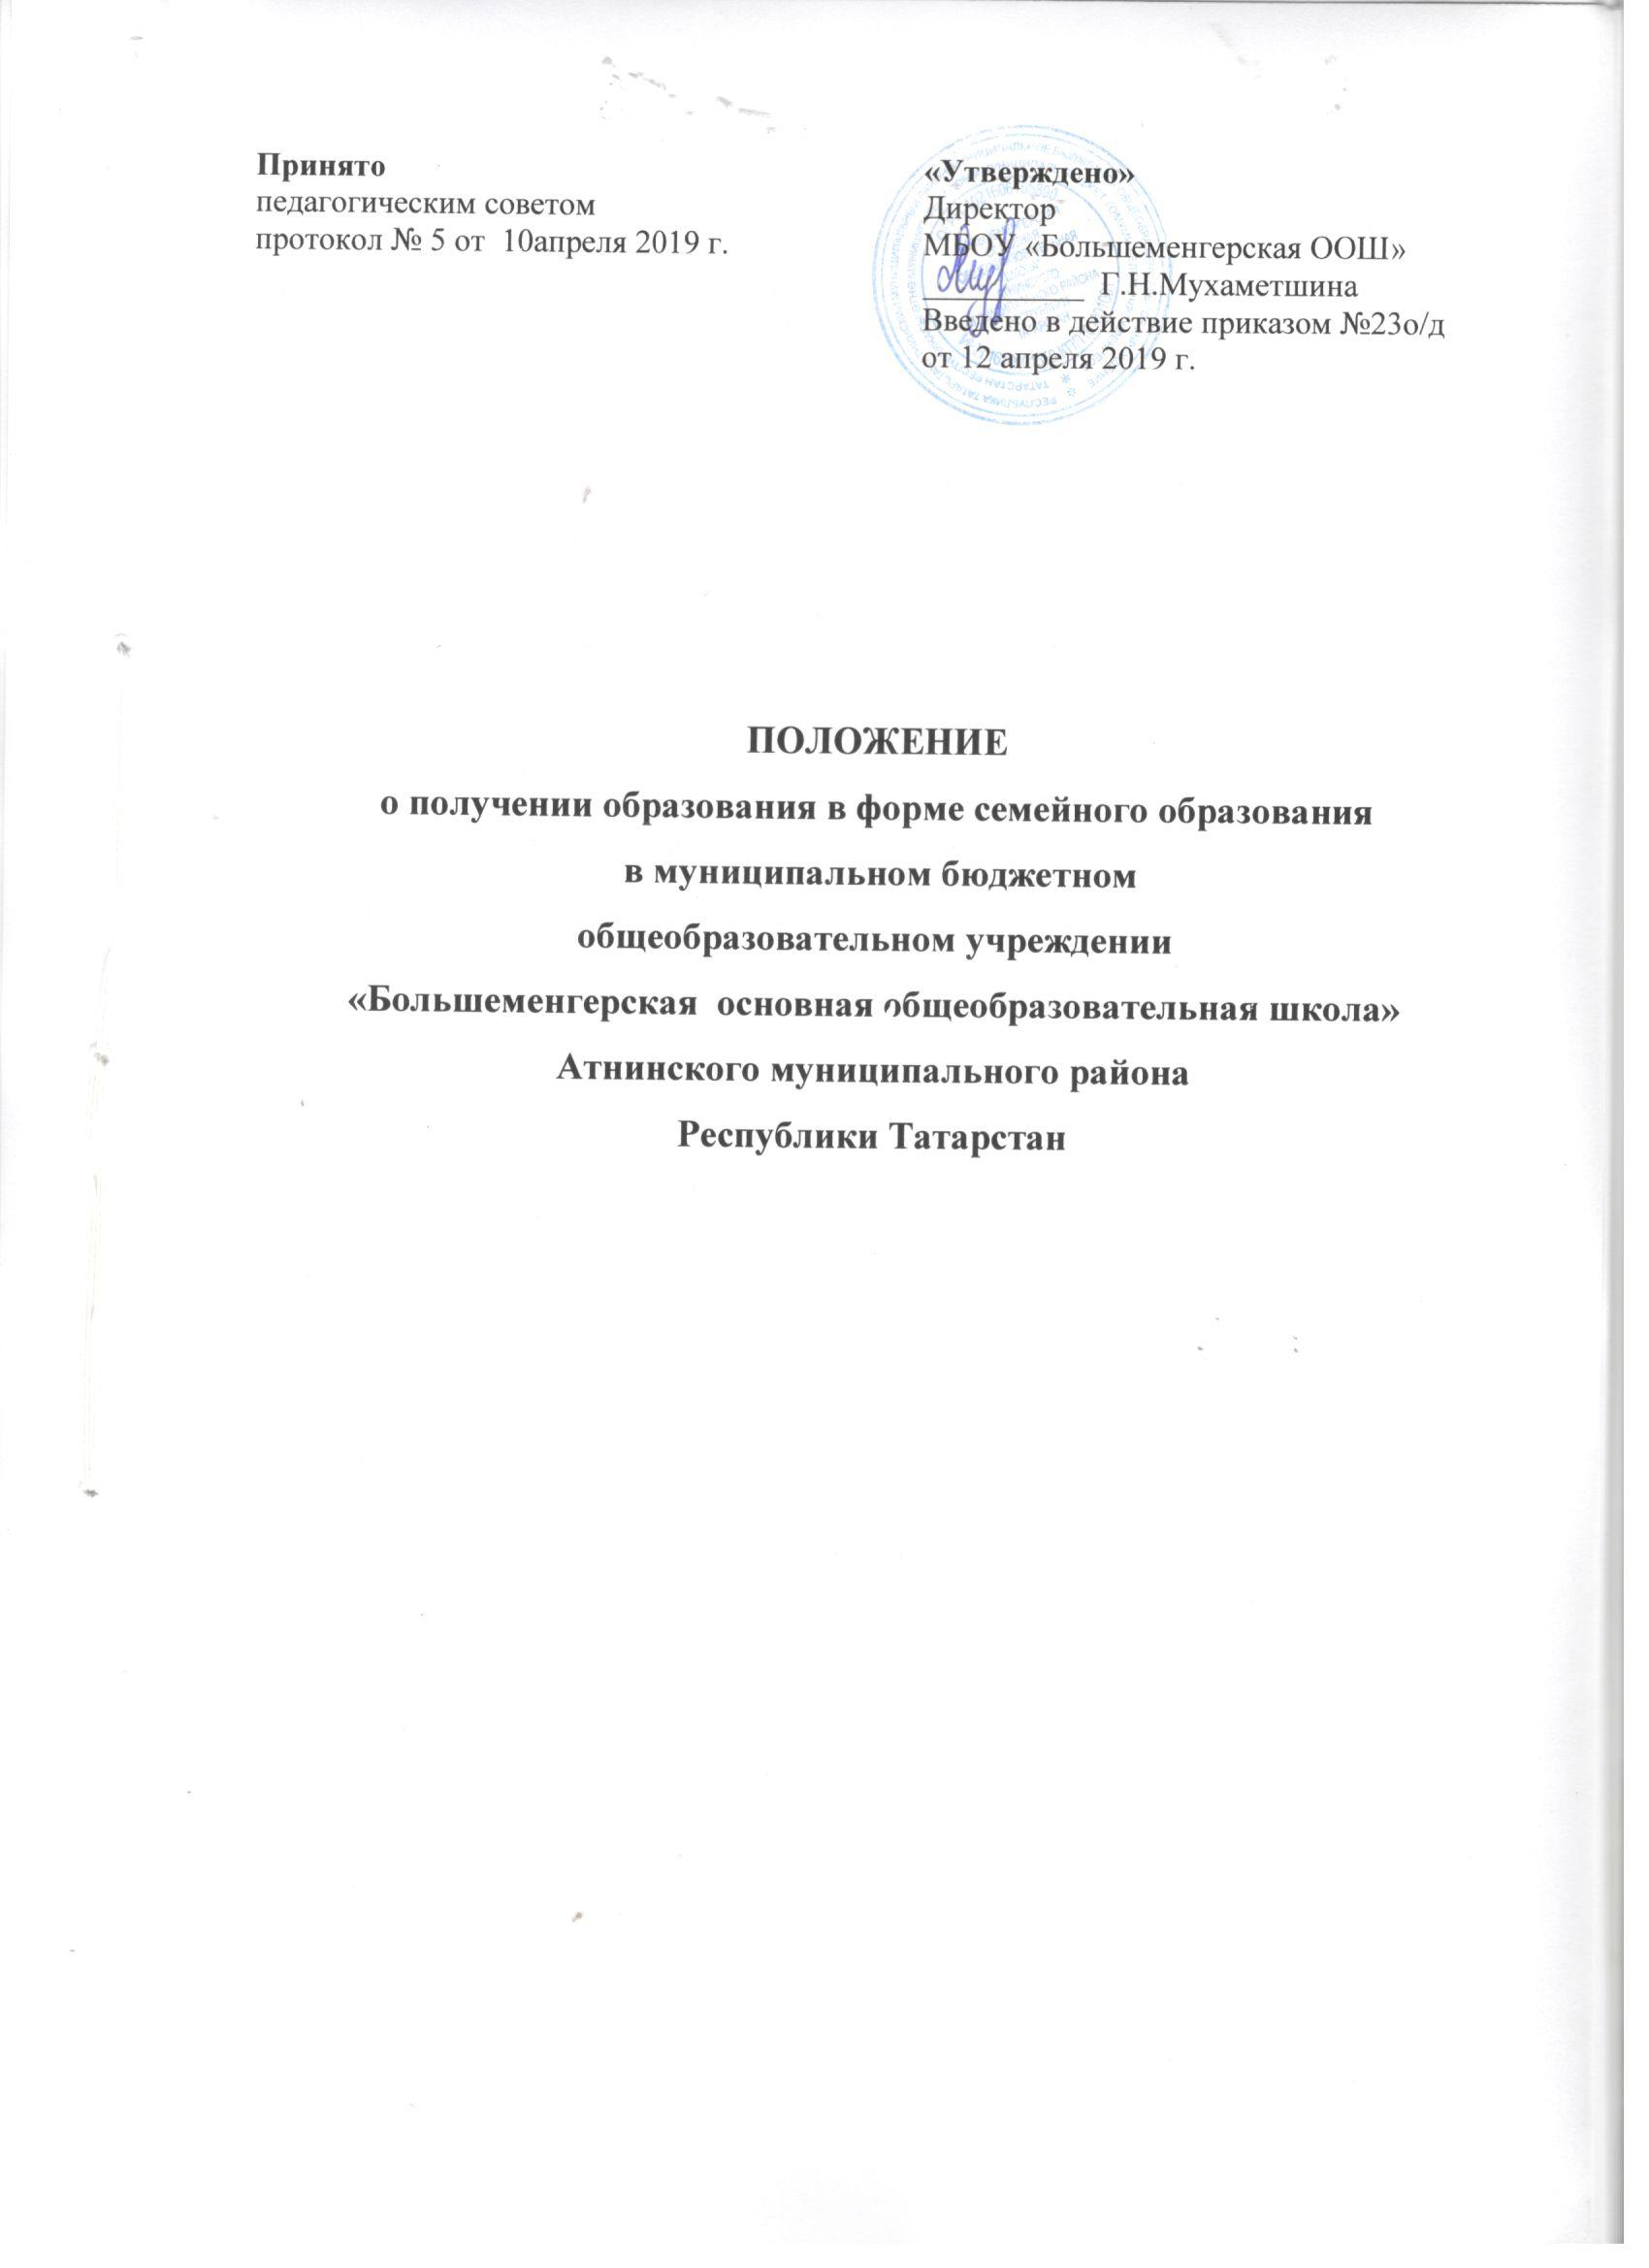 Принято
педагогическим советом
протокол № 5 от  10апреля 2019 г.
«Утверждено»
Директор
МБОУ «Большеменгерская ООШ»
__________ Г.Н.Мухаметшина
Введено в действие приказом №23о/д
от 12 апреля 2019 г.
ПОЛОЖЕНИЕ
о получении образования в форме семейного образования
в муниципальном бюджетном
общеобразовательном учреждении
«Большеменгерская  основная общеобразовательная школа»
Атнинского муниципального района
Республики Татарстан